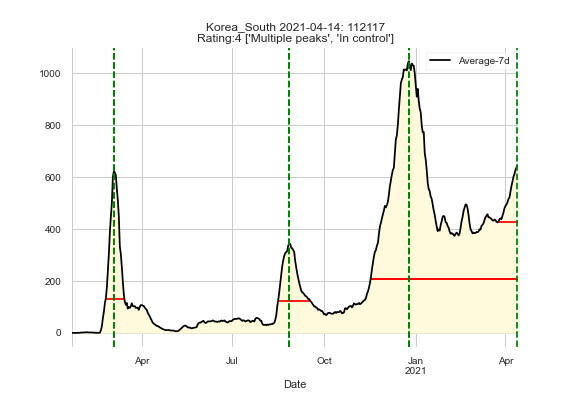 Korea_South 2021-04-14: 112117
Rating:4 ['Multiple peaks', 'In control']
Average-7d
1000
800
600
400
200
0
Apr
Jul
Oct
Jan
2021
Apr
Date